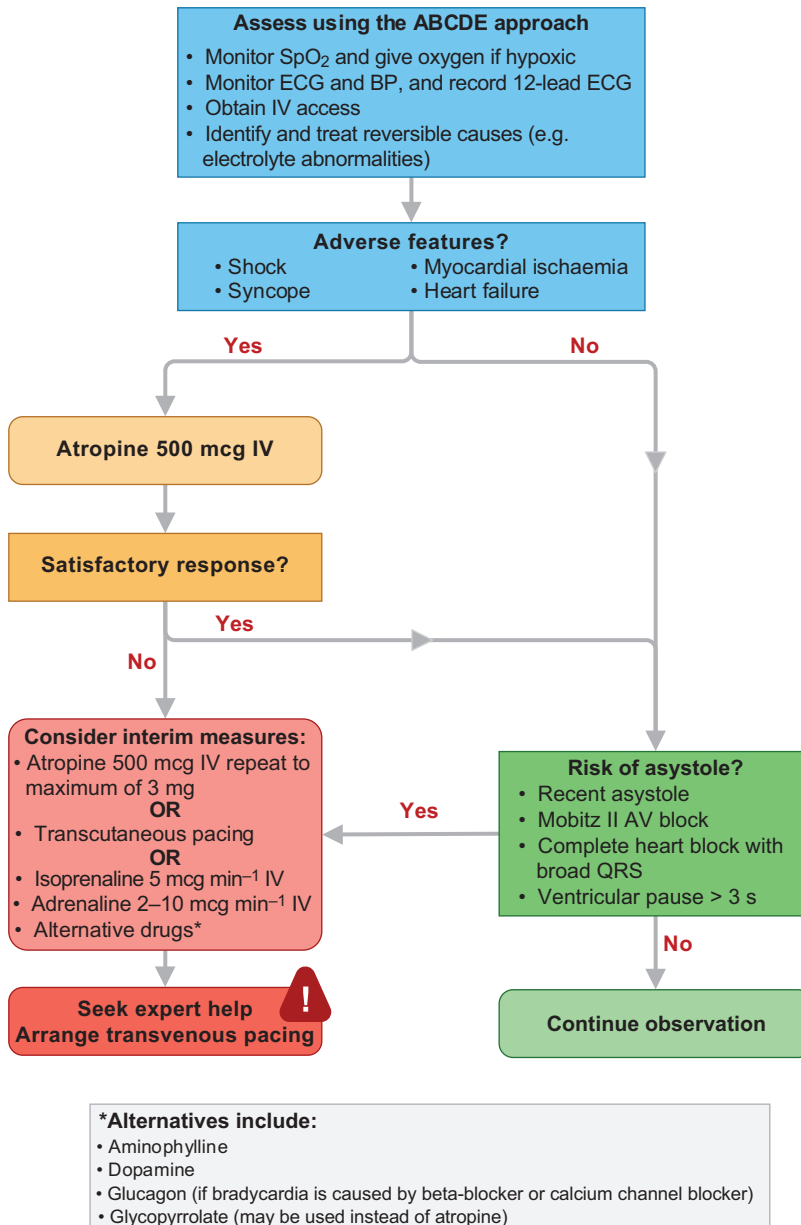 Assess using the ABCDE approach
• Monitor SpO₂ and give oxygen if hypoxic
• Monitor ECG and BP, and record 12-lead ECG
• Obtain IV access
• Identify and treat reversible causes (e.g.
electrolyte abnormalities)
Adverse features?
• Shock
• Syncope
• Myocardial ischaemia
• Heart failure
Yes
No
Atropine 500 mcg IV
Satisfactory response?
Yes
No
Consider interim measures:
• Atropine 500 mcg IV repeat to
maximum of 3 mg
OR
• Transcutaneous pacing
OR
• Isoprenaline 5 mcg min⁻¹ IV
• Adrenaline 2–10 mcg min⁻¹ IV
• Alternative drugs*
Yes
Risk of asystole?
• Recent asystole
• Mobitz II AV block
• Complete heart block with
broad QRS
• Ventricular pause > 3 s
No
!
Seek expert help
Arrange transvenous pacing
Continue observation
*Alternatives include:
• Aminophylline
• Dopamine
• Glucagon (if bradycardia is caused by beta-blocker or calcium channel blocker)
• Glycopyrrolate (may be used instead of atropine)